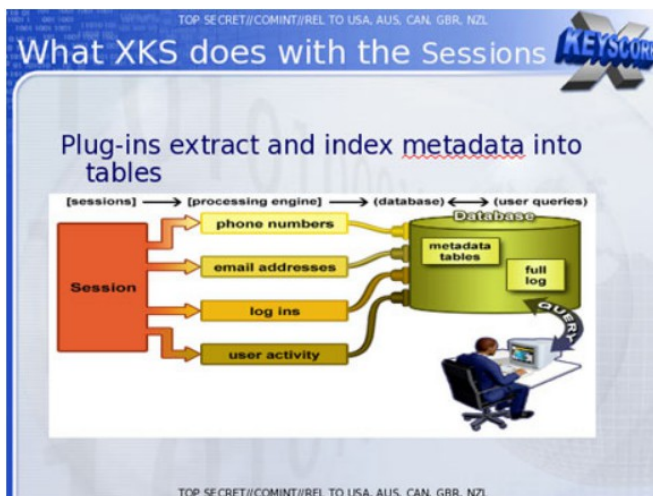 TOP SECRET//COMINT//REL TO USA, AUS, CAN, GBR, NZL
What XKS does with the Sessions
X
KEYSCORE
Plug-ins extract and index metadata into
tables
[sessions] → [processing engine] → (database) ↔ (user queries)
Database
phone numbers
metadata
tables
email addresses
full
log
Session
log ins
QUERY
user activity
TOP SECRET//COMINT//REL TO USA, AUS, CAN, GBR, NZL